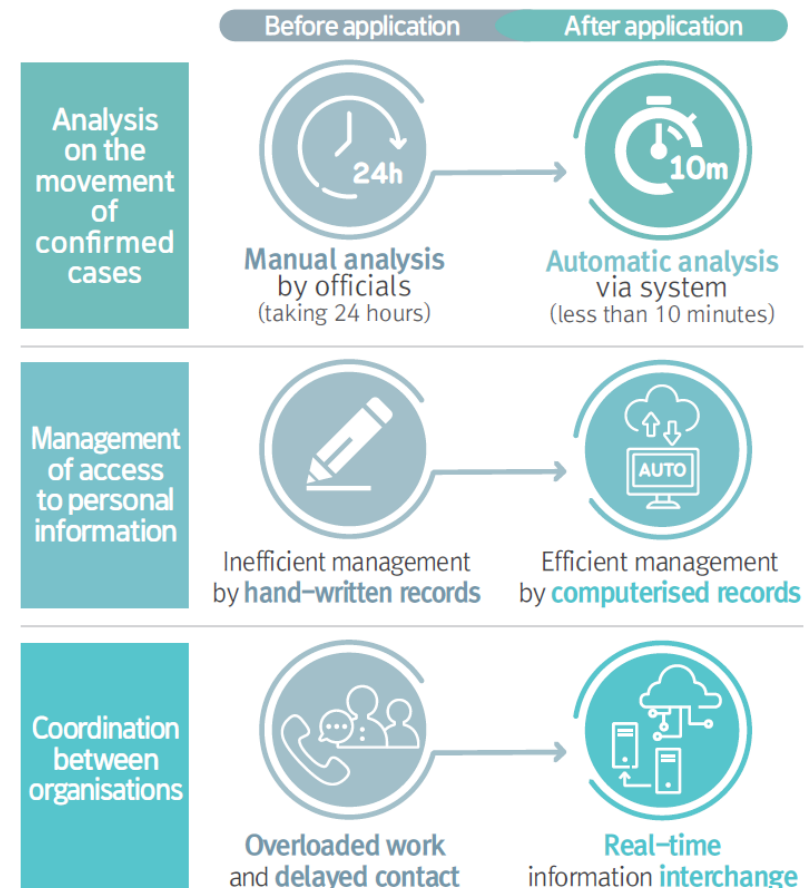 Before application
After application
Analysis
on the
movement
of
confirmed
cases
24h
10m
Manual analysis
by officials
(taking 24 hours)
Automatic analysis
via system
(less than 10 minutes)
Management
of access
to personal
information
AUTO
Inefficient management
by hand-written records
Efficient management
by computerised records
Coordination
between
organisations
Overloaded work
and delayed contact
Real-time
information interchange